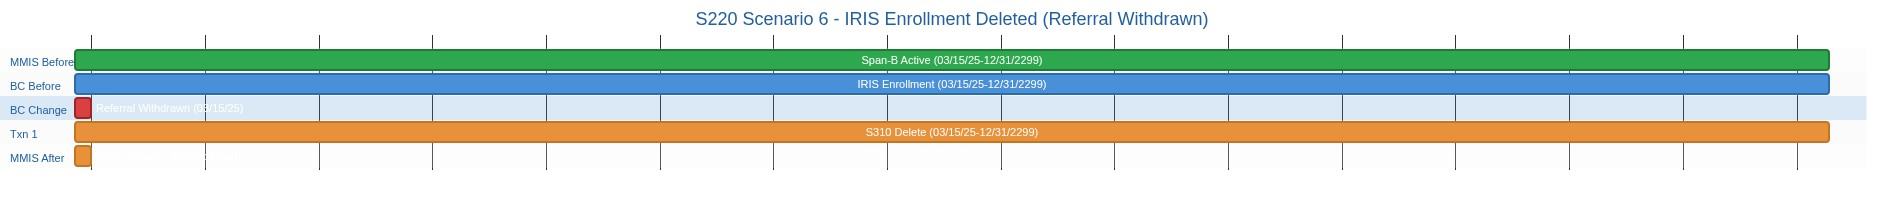 S220 Scenario 6 - IRIS Enrollment Deleted (Referral Withdrawn)
MMIS Before
Span-B Active (03/15/25-12/31/2299)
BC Before
IRIS Enrollment (03/15/25-12/31/2299)
BC Change
Referral Withdrawn (03/15/25)
Txn 1
S310 Delete (03/15/25-12/31/2299)
MMIS After